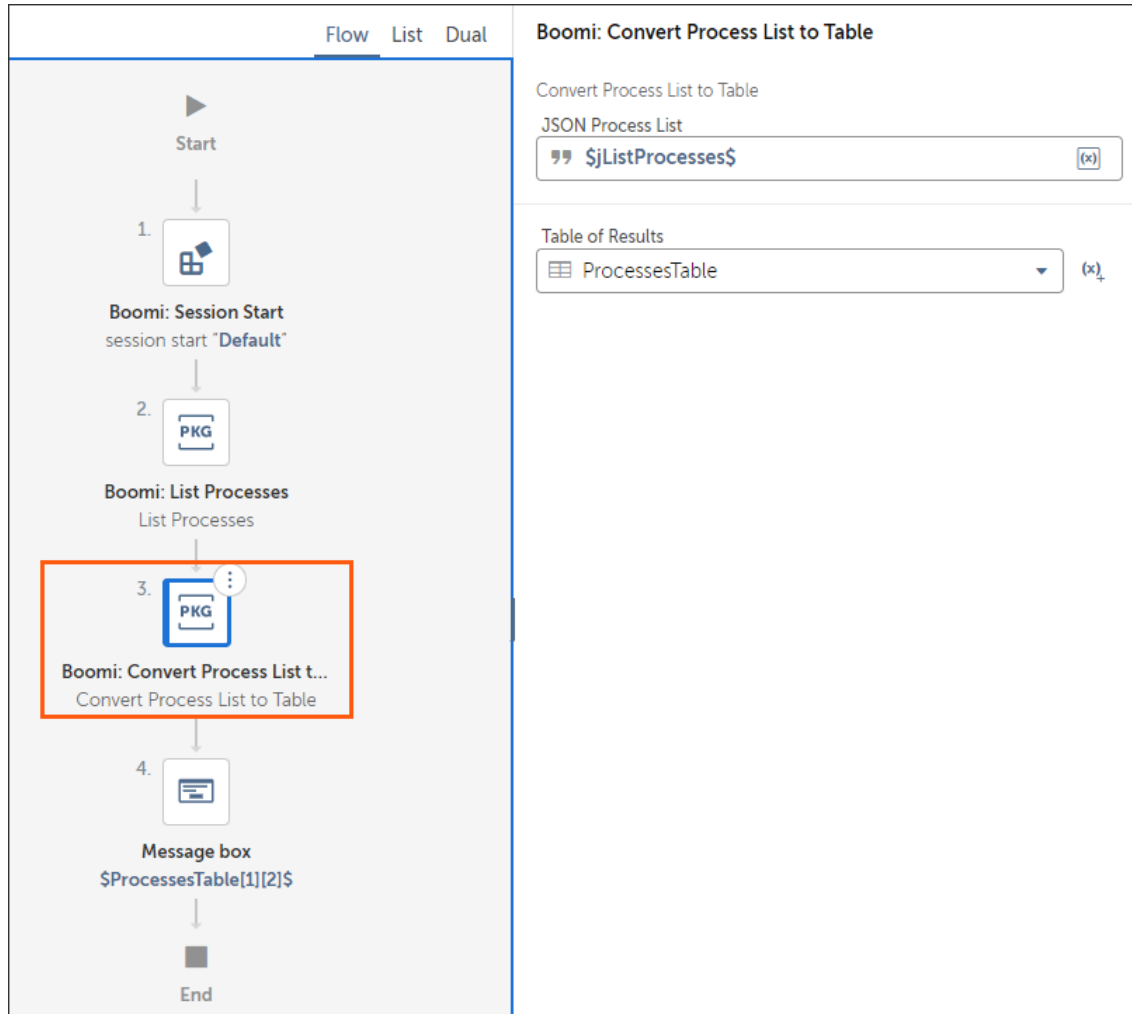 Flow List Dual
Start
1.
Boomi: Session Start
session start "Default"
2.
PKG
Boomi: List Processes
List Processes
3.
PKG
Boomi: Convert Process List t...
Convert Process List to Table
4.
Message box
$ProcessesTable[1][2]$
End
Boomi: Convert Process List to Table
Convert Process List to Table
JSON Process List
$jListProcesses$ (x)
Table of Results
ProcessesTable (x)+